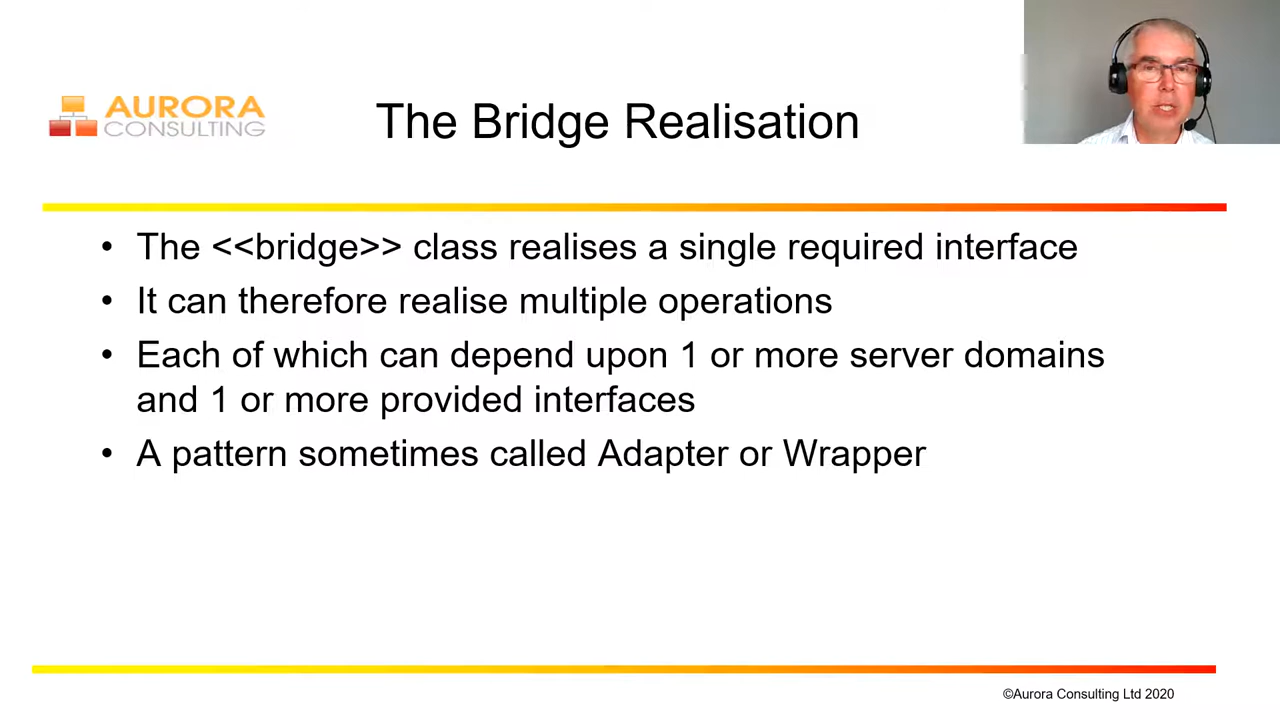 AURORA
CONSULTING
The Bridge Realisation
• The <<bridge>> class realises a single required interface
• It can therefore realise multiple operations
• Each of which can depend upon 1 or more server domains
and 1 or more provided interfaces
• A pattern sometimes called Adapter or Wrapper
©Aurora Consulting Ltd 2020